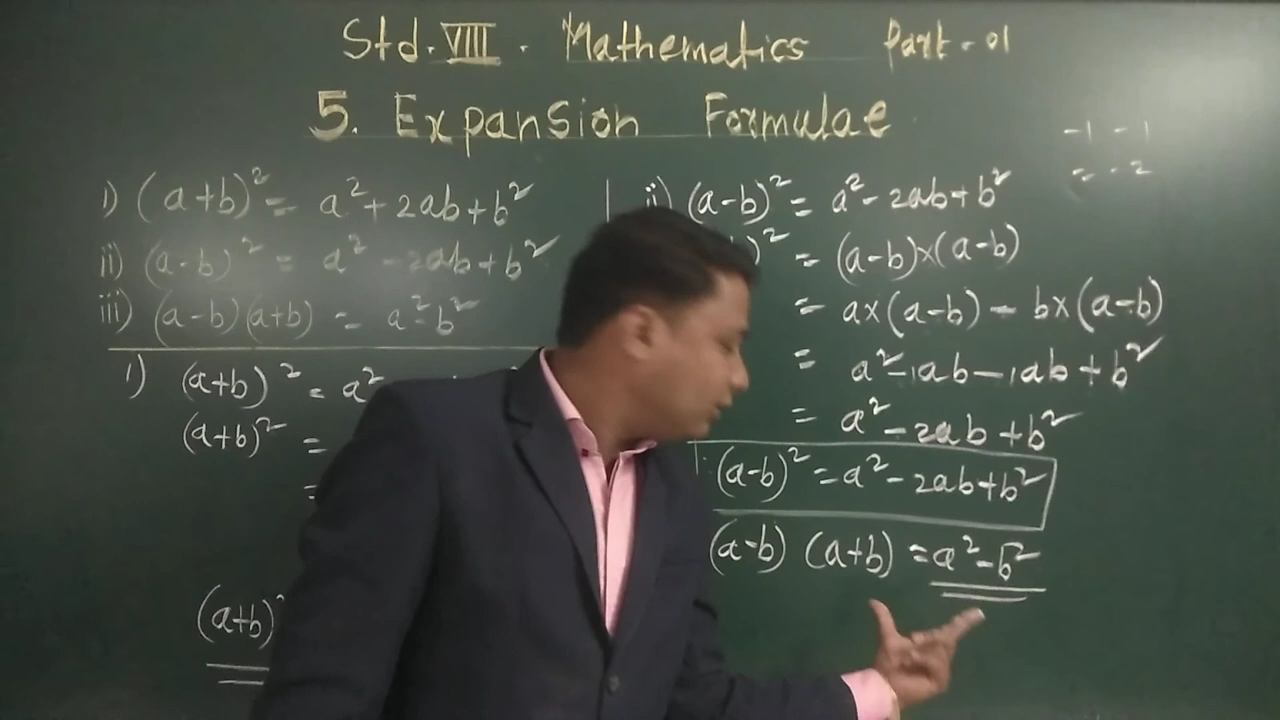 Std. VIII. Mathematics Part-01
5. Expansion Formulae
-1 -1
= -2
i) (a+b)² = a²+2ab+b²
ii) (a-b)² = a²-2ab+b²
iii) (a-b)(a+b) = a²-b²
i) (a+b)² = a²
(a+b)² =
=
(a+b)²
ii) (a-b)² = a²-2ab+b²
)² = (a-b)×(a-b)
= a×(a-b) - b×(a-b)
= a²-1ab-1ab+b²
= a²-2ab+b²
(a-b)² = a²-2ab+b²
(a-b) (a+b) = a²-b²